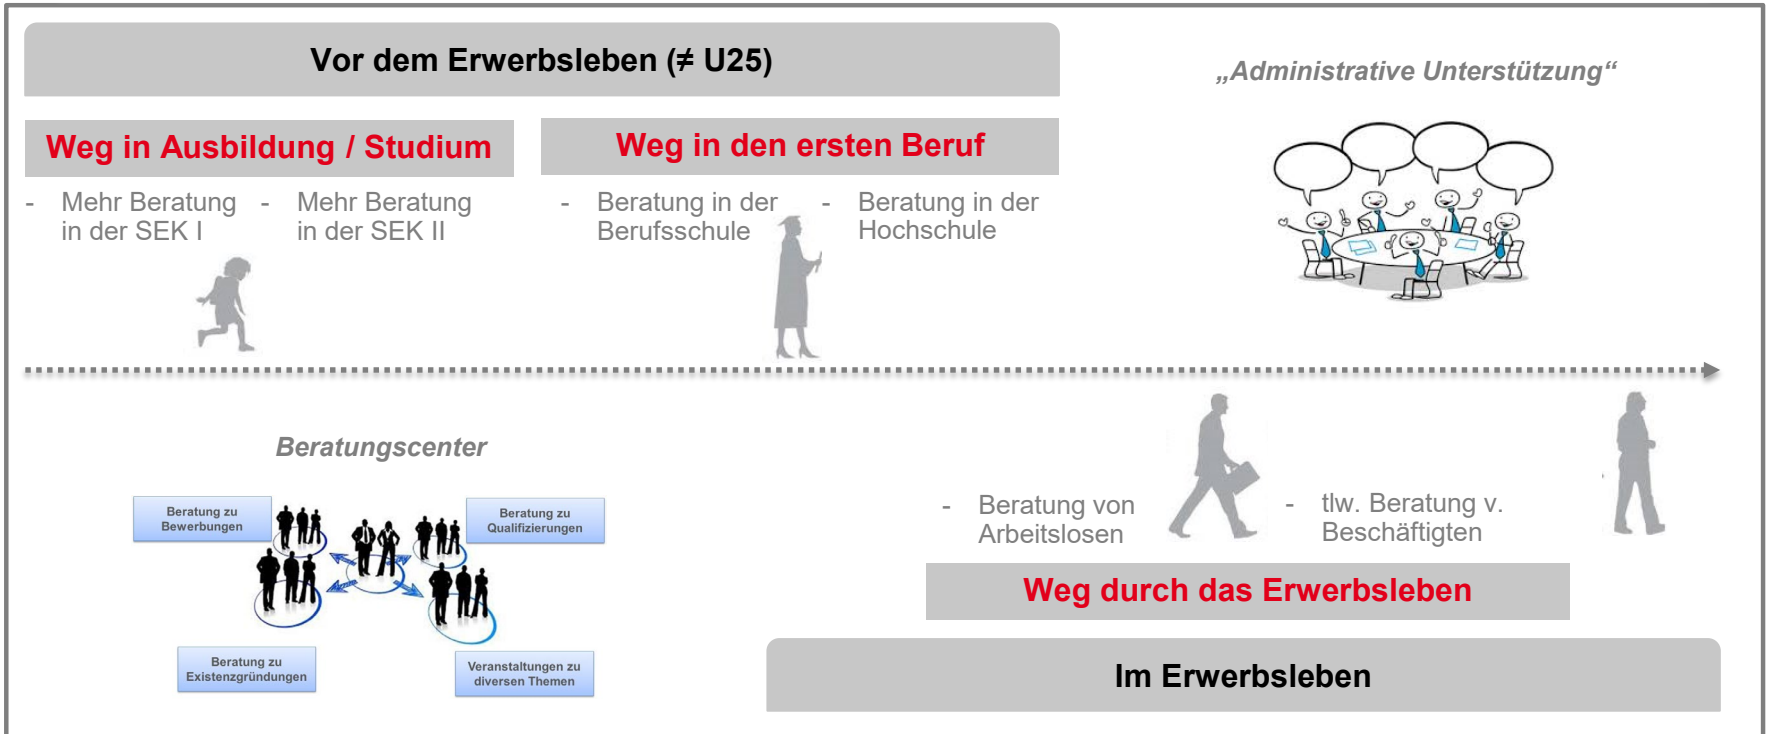 Vor dem Erwerbsleben (≠ U25)
„Administrative Unterstützung“
Weg in Ausbildung / Studium
Weg in den ersten Beruf
- Mehr Beratung
in der SEK I
- Mehr Beratung
in der SEK II
- Beratung in der
Berufsschule
- Beratung in der
Hochschule
Beratungscenter
Beratung zu
Bewerbungen
Beratung zu
Qualifizierungen
Beratung zu
Existenzgründungen
Veranstaltungen zu
diversen Themen
- Beratung von
Arbeitslosen
- tlw. Beratung v.
Beschäftigten
Weg durch das Erwerbsleben
Im Erwerbsleben